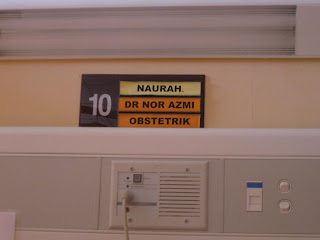 10
NAURAH.
DR NOR AZMI
OBSTETRIK